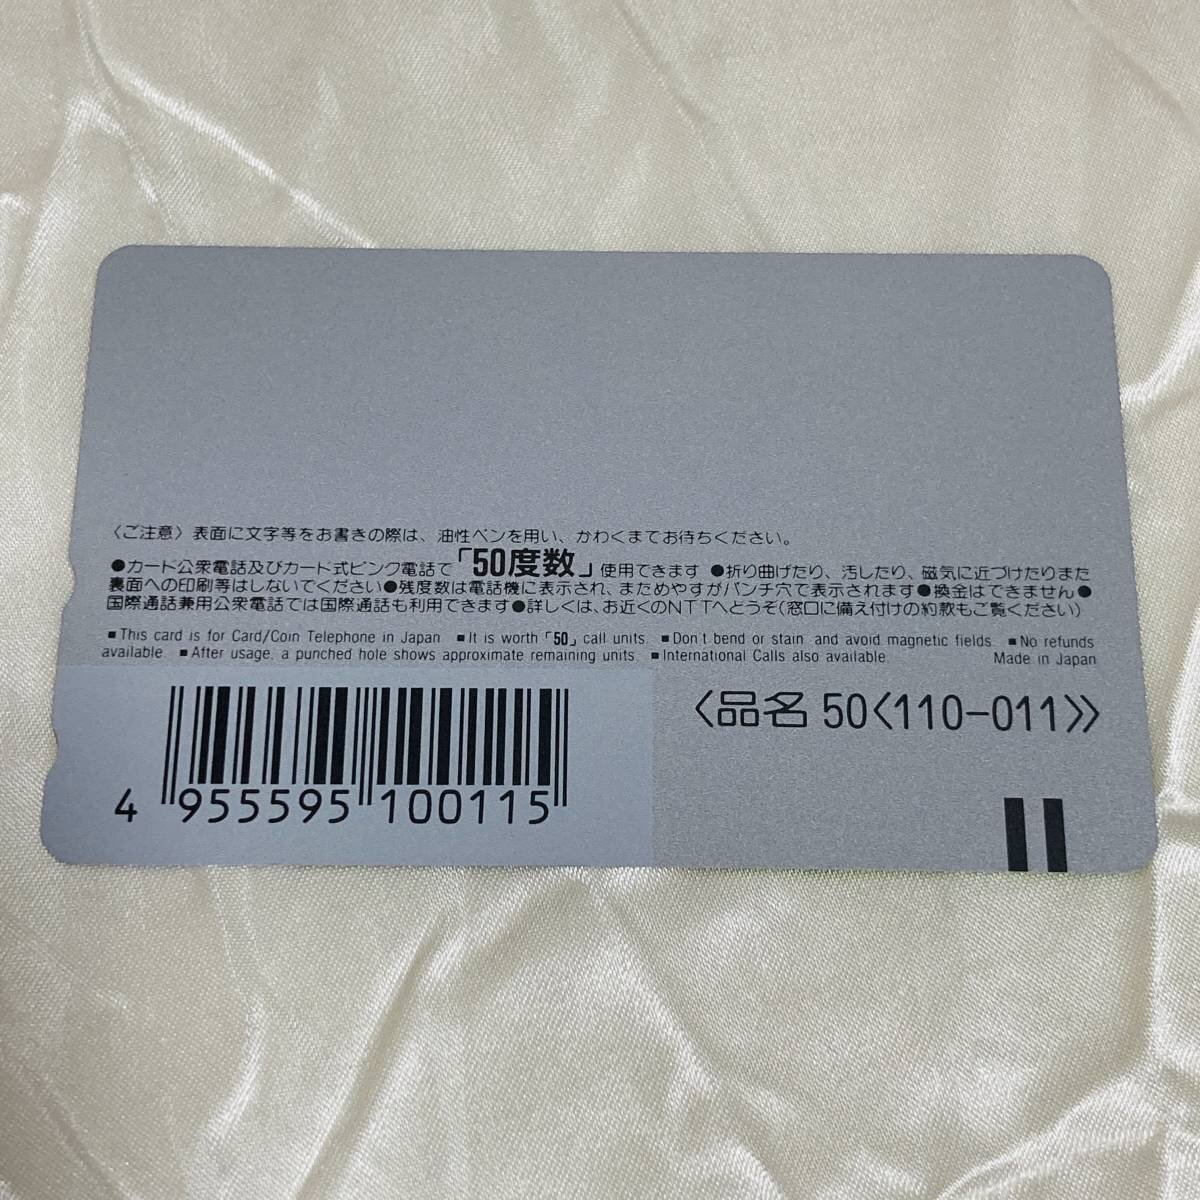 〈ご注意〉表面に文字等をお書きの際は、油性ペンを用い、かわくまでお待ちください。
●カード公衆電話及びカード式ピンク電話で「50度数」使用できます ●折り曲げたり、汚したり、磁気に近づけたりまた
裏面への印刷等はしないでください●残度数は電話機に表示され、まためやすがパンチ穴で表示されます●換金はできません●
国際通話兼用公衆電話では国際通話も利用できます●詳しくは、お近くのNTTへどうぞ(窓口に備え付けの約款もご覧ください)
■This card is for Card/Coin Telephone in Japan. ■It is worth「50」call units. ■Don't bend or stain, and avoid magnetic fields. ■No refunds
available. ■After usage, a punched hole shows approximate remaining units. ■International Calls also available. Made in Japan
〈品名 50〈110-011〉〉
4 955595 100115